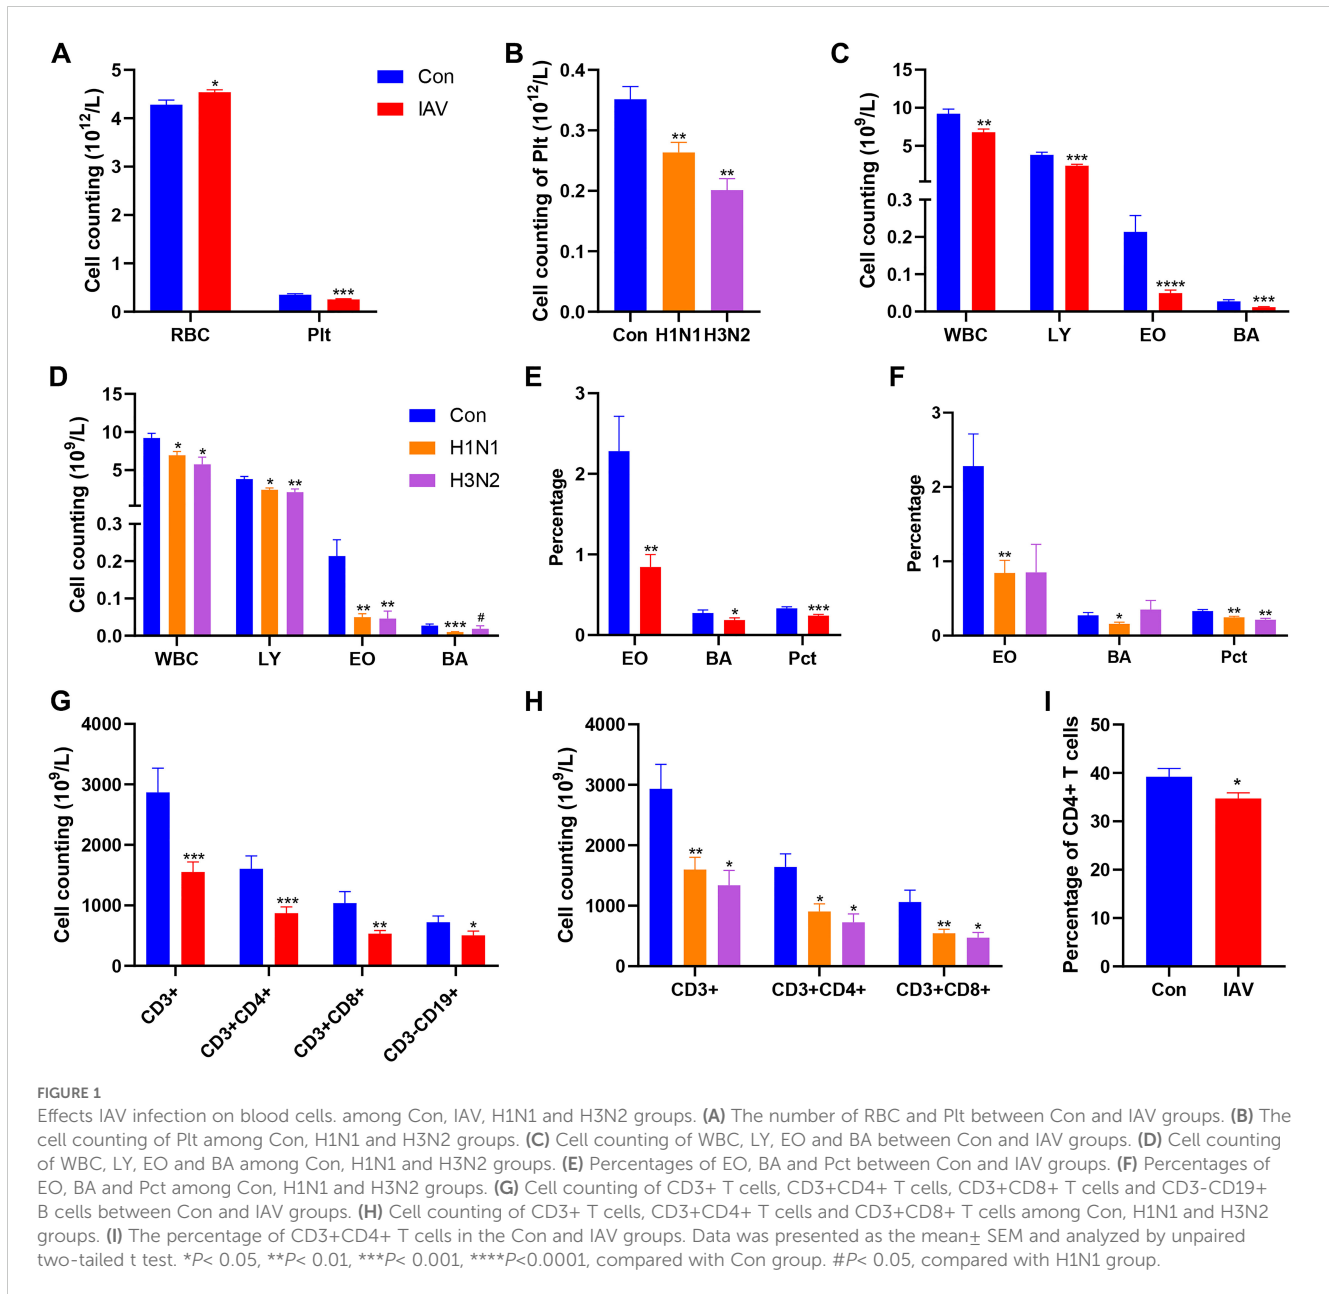 A
Cell counting (10^12/L)
5
4
3
2
1
0
*
***
RBC
Plt
Con
IAV
B
Cell counting of Plt (10^12/L)
0.4
0.3
0.2
0.1
0.0
**
**
Con H1N1 H3N2
C
Cell counting (10^9/L)
15
10
5
0.3
0.2
0.1
0.0
**
***
****
***
WBC
LY
EO
BA
D
Cell counting (10^9/L)
15
10
5
0.3
0.2
0.1
0.0
* *
* **
** **
*** #
WBC
LY
EO
BA
Con
H1N1
H3N2
E
Percentage
3
2
1
0
**
*
***
EO
BA
Pct
F
Percentage
3
2
1
0
**
*
** **
EO
BA
Pct
G
Cell counting (10^9/L)
4000
3000
2000
1000
0
***
***
**
*
CD3+
CD3+CD4+
CD3+CD8+
CD3-CD19+
H
Cell counting (10^9/L)
4000
3000
2000
1000
0
** *
* *
** *
CD3+
CD3+CD4+
CD3+CD8+
I
Percentage of CD4+ T cells
50
40
30
20
10
0
*
Con
IAV
FIGURE 1
Effects IAV infection on blood cells. among Con, IAV, H1N1 and H3N2 groups. (A) The number of RBC and Plt between Con and IAV groups. (B) The
cell counting of Plt among Con, H1N1 and H3N2 groups. (C) Cell counting of WBC, LY, EO and BA between Con and IAV groups. (D) Cell counting
of WBC, LY, EO and BA among Con, H1N1 and H3N2 groups. (E) Percentages of EO, BA and Pct between Con and IAV groups. (F) Percentages of
EO, BA and Pct among Con, H1N1 and H3N2 groups. (G) Cell counting of CD3+ T cells, CD3+CD4+ T cells, CD3+CD8+ T cells and CD3-CD19+
B cells between Con and IAV groups. (H) Cell counting of CD3+ T cells, CD3+CD4+ T cells and CD3+CD8+ T cells among Con, H1N1 and H3N2
groups. (I) The percentage of CD3+CD4+ T cells in the Con and IAV groups. Data was presented as the mean± SEM and analyzed by unpaired
two-tailed t test. *P< 0.05, **P< 0.01, ***P< 0.001, ****P<0.0001, compared with Con group. #P< 0.05, compared with H1N1 group.